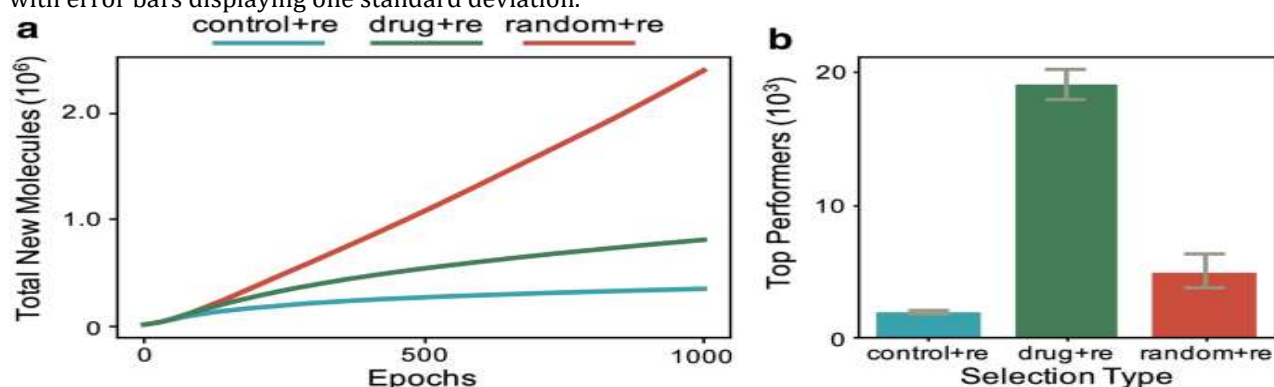 with error bars displaying one standard deviation.
a
control+re drug+re random+re
Total New Molecules (10⁶)
2.0
1.0
0
0 500 1000
Epochs
b
Top Performers (10³)
20
10
0
control+re drug+re random+re
Selection Type